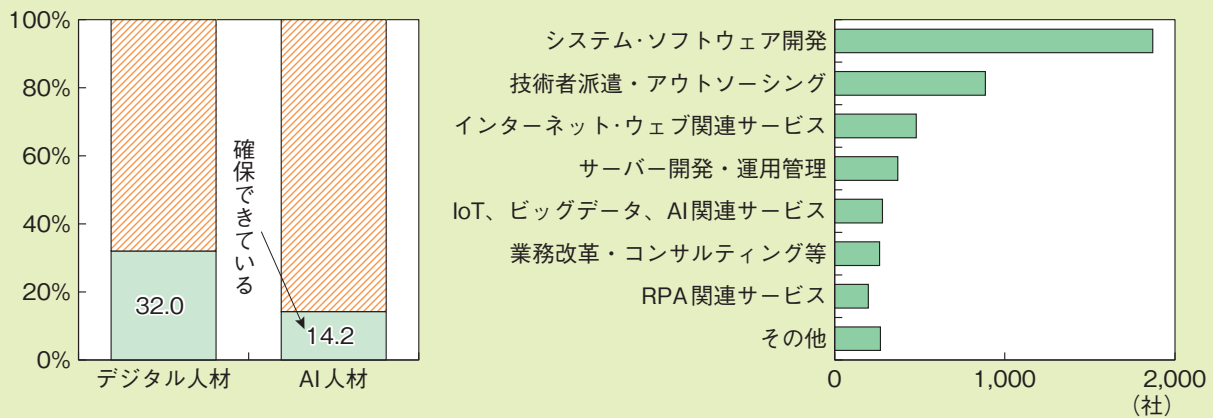 100%
80%
60%
40%
20%
0%
確保できている
32.0
14.2
デジタル人材
AI人材
システム・ソフトウェア開発
技術者派遣・アウトソーシング
インターネット・ウェブ関連サービス
サーバー開発・運用管理
IoT、ビッグデータ、AI関連サービス
業務改革・コンサルティング等
RPA関連サービス
その他
0
1,000
2,000
（社）